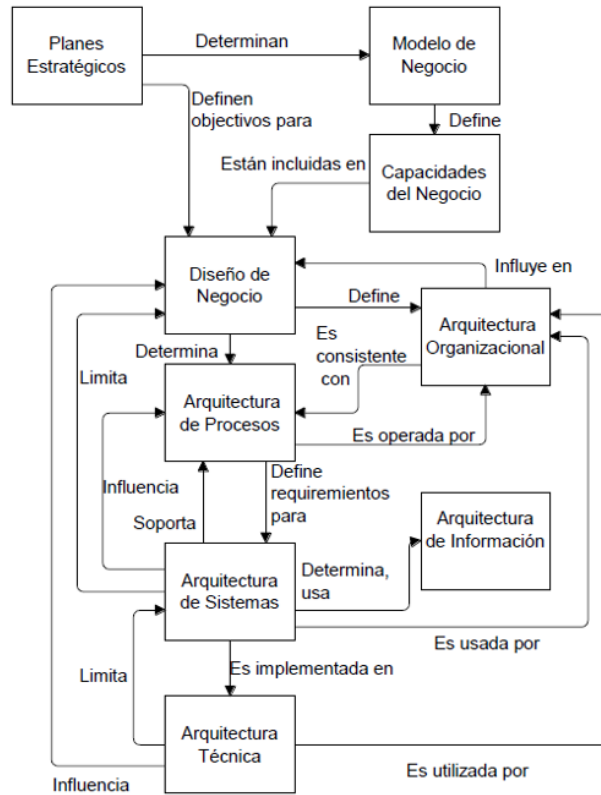 Planes
Estratégicos
Determinan
Modelo de
Negocio
Definen
objectivos para
Define
Están incluidas en
Capacidades
del Negocio
Diseño de
Negocio
Influye en
Define
Arquitectura
Organizacional
Determina
Es
consistente
con
Limita
Arquitectura
de Procesos
Es operada por
Influencia
Define
requirimientos
para
Soporta
Arquitectura
de Información
Arquitectura
de Sistemas
Determina,
usa
Es usada por
Es implementada en
Limita
Arquitectura
Técnica
Influencia
Es utilizada por